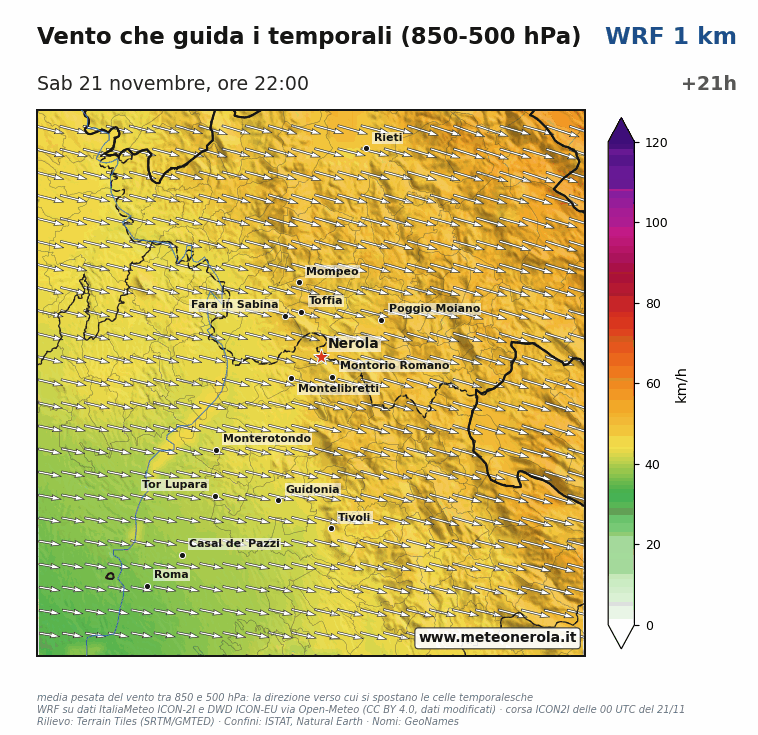 Vento che guida i temporali (850-500 hPa) WRF 1 km
Sab 21 novembre, ore 22:00 +21h
Rieti
Mompeo
Toffia
Fara in Sabina
Poggio Moiano
Nerola
Montorio Romano
Montelibretti
Monterotondo
Tor Lupara
Guidonia
Tivoli
Casal de' Pazzi
Roma
www.meteonerola.it
120
100
80
60
40
20
0
km/h
media pesata del vento tra 850 e 500 hPa: la direzione verso cui si spostano le celle temporalesche
WRF su dati ItaliaMeteo ICON-2I e DWD ICON-EU via Open-Meteo (CC BY 4.0, dati modificati) · corsa ICON2I delle 00 UTC del 21/11
Rilievo: Terrain Tiles (SRTM/GMTED) · Confini: ISTAT, Natural Earth · Nomi: GeoNames